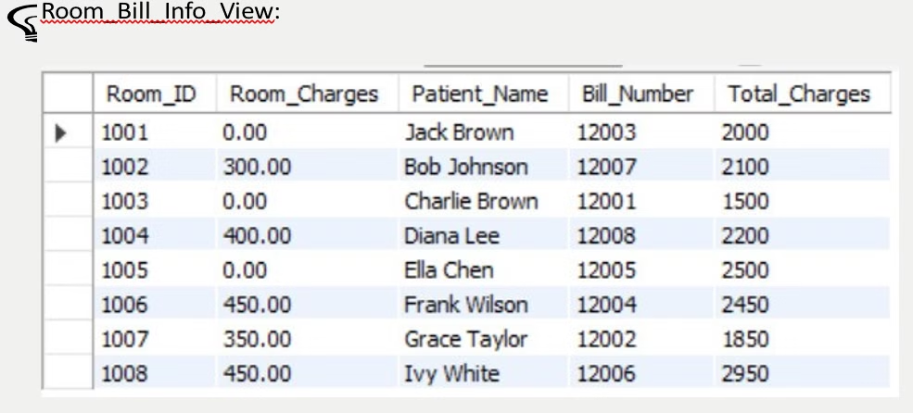 Room_Bill_Info_View:
Room_ID Room_Charges Patient_Name Bill_Number Total_Charges
1001 0.00 Jack Brown 12003 2000
1002 300.00 Bob Johnson 12007 2100
1003 0.00 Charlie Brown 12001 1500
1004 400.00 Diana Lee 12008 2200
1005 0.00 Ella Chen 12005 2500
1006 450.00 Frank Wilson 12004 2450
1007 350.00 Grace Taylor 12002 1850
1008 450.00 Ivy White 12006 2950